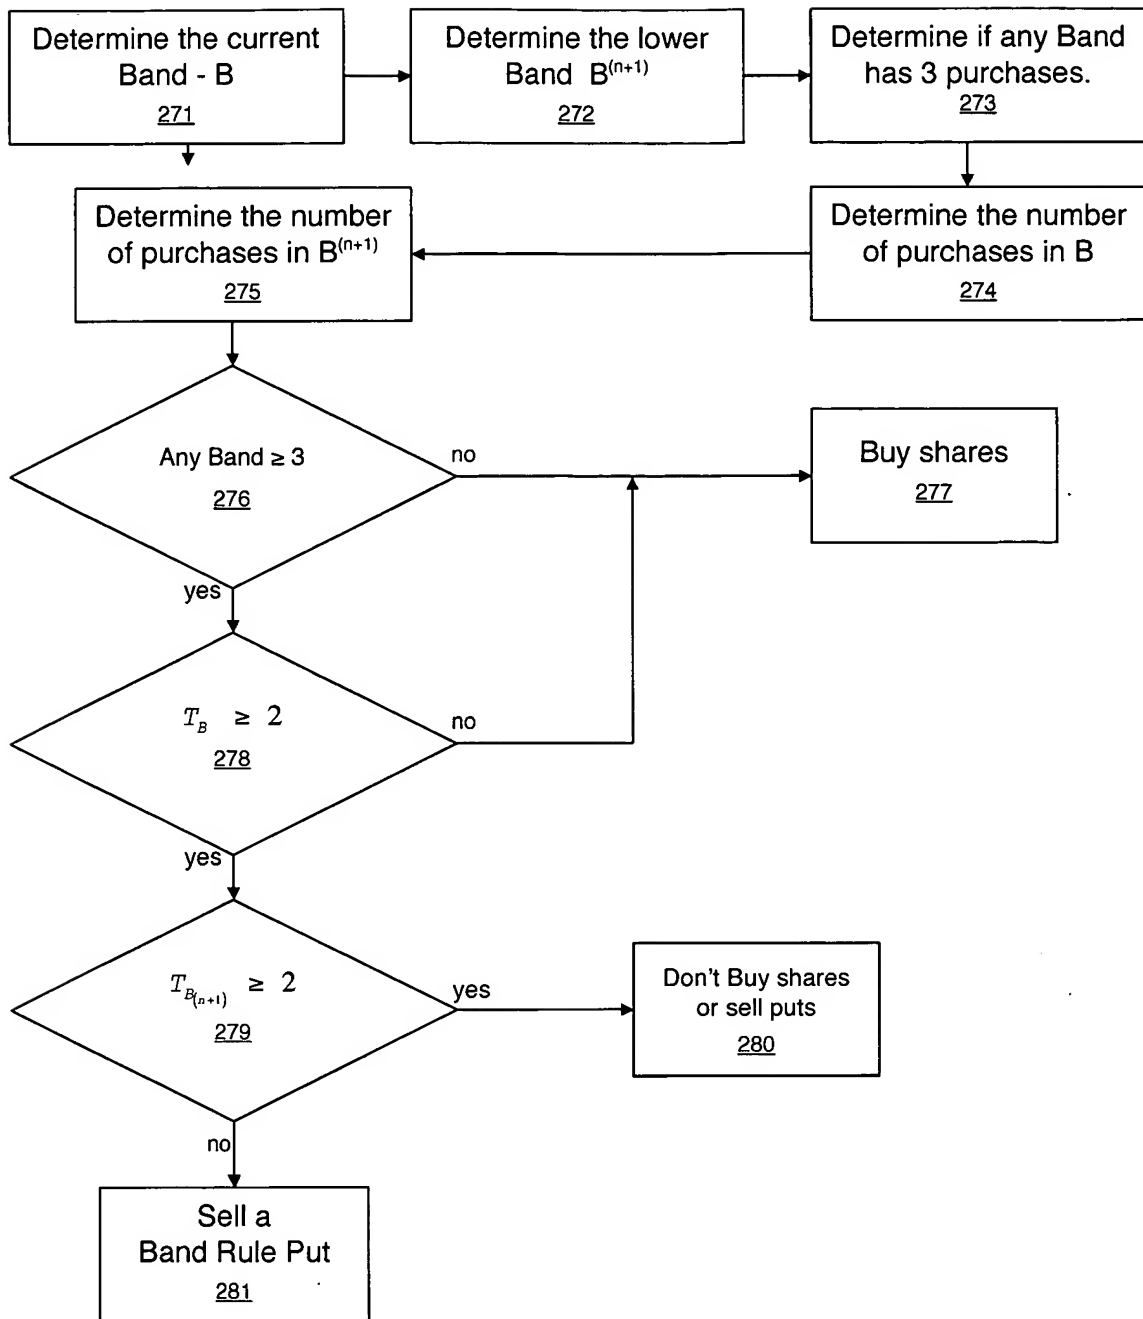 Determine the current
Band - B
271
Determine the lower
Band B^(n+1)
272
Determine if any Band
has 3 purchases.
273
Determine the number
of purchases in B
274
Determine the number
of purchases in B^(n+1)
275
Any Band ≥ 3
276
no
yes
Buy shares
277
T_B ≥ 2
278
no
yes
T_B_(n+1) ≥ 2
279
yes
no
Don't Buy shares
or sell puts
280
Sell a
Band Rule Put
281